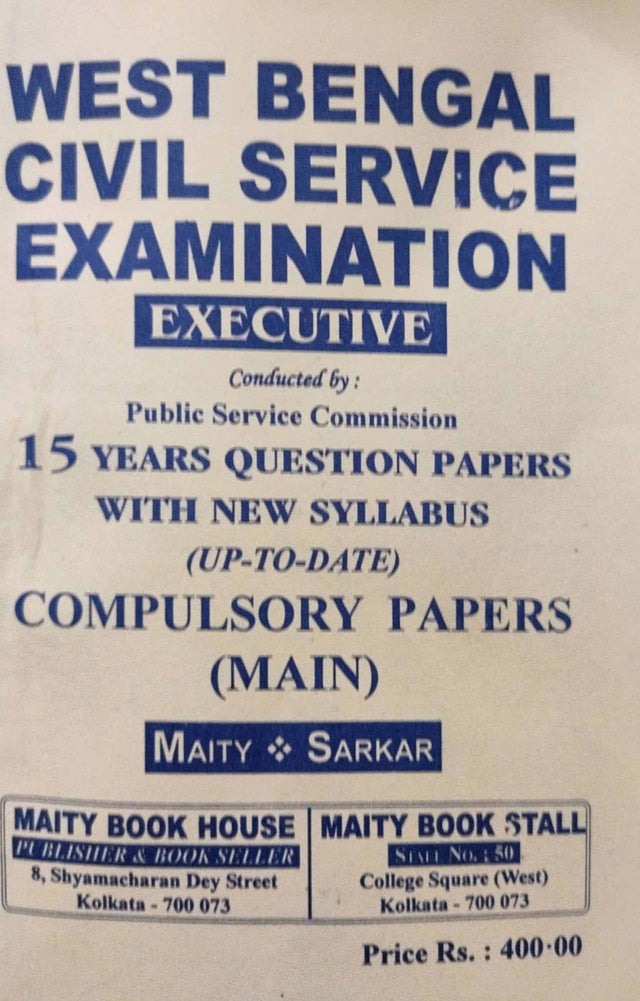 WEST BENGAL
CIVIL SERVICE
EXAMINATION
EXECUTIVE
Conducted by :
Public Service Commission
15 YEARS QUESTION PAPERS
WITH NEW SYLLABUS
(UP-TO-DATE)
COMPULSORY PAPERS
(MAIN)
MAITY ❖ SARKAR
MAITY BOOK HOUSE
PUBLISHER & BOOK SELLER
8, Shyamacharan Dey Street
Kolkata - 700 073
MAITY BOOK STALL
STALL No. : 50
College Square (West)
Kolkata - 700 073
Price Rs. : 400·00